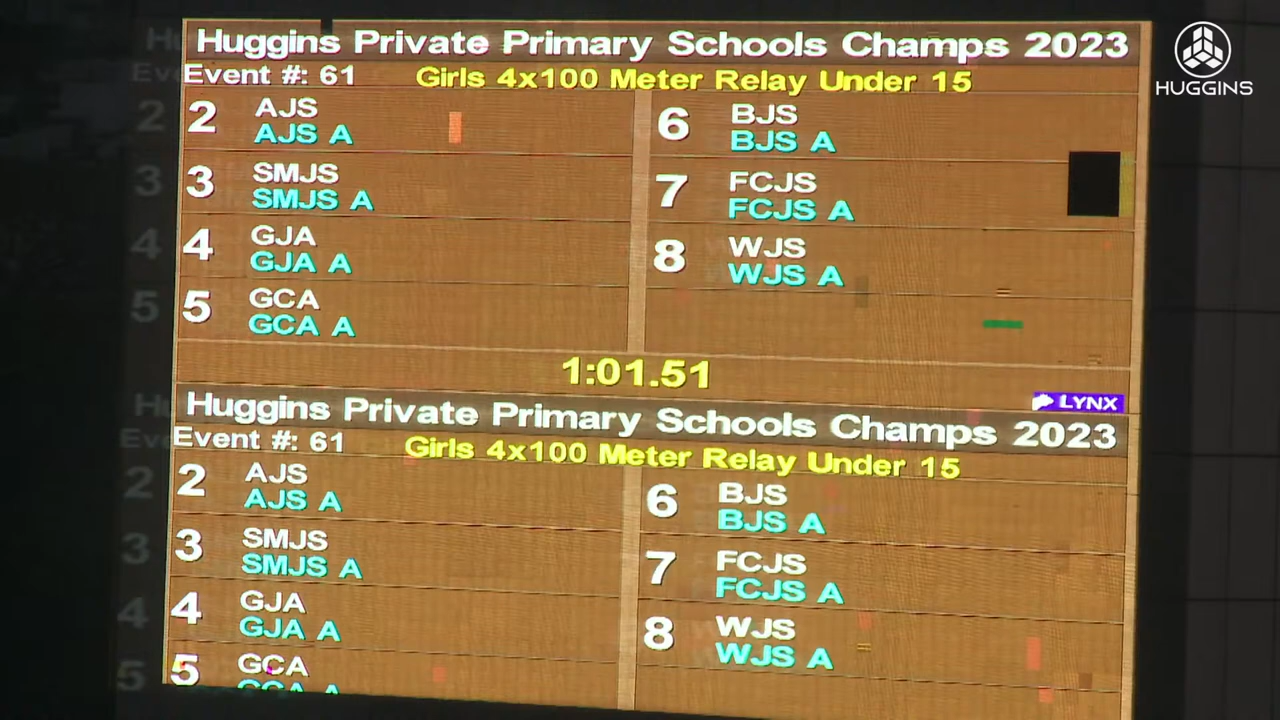 Huggins Private Primary Schools Champs 2023
Event #: 61 Girls 4x100 Meter Relay Under 15
2 AJS
AJS A
3 SMJS
SMJS A
4 GJA
GJA A
5 GCA
GCA A
6 BJS
BJS A
7 FCJS
FCJS A
8 WJS
WJS A
1:01.51
LYNX
Huggins Private Primary Schools Champs 2023
Event #: 61 Girls 4x100 Meter Relay Under 15
2 AJS
AJS A
3 SMJS
SMJS A
4 GJA
GJA A
5 GCA
GCA A
6 BJS
BJS A
7 FCJS
FCJS A
8 WJS
WJS A
HUGGINS